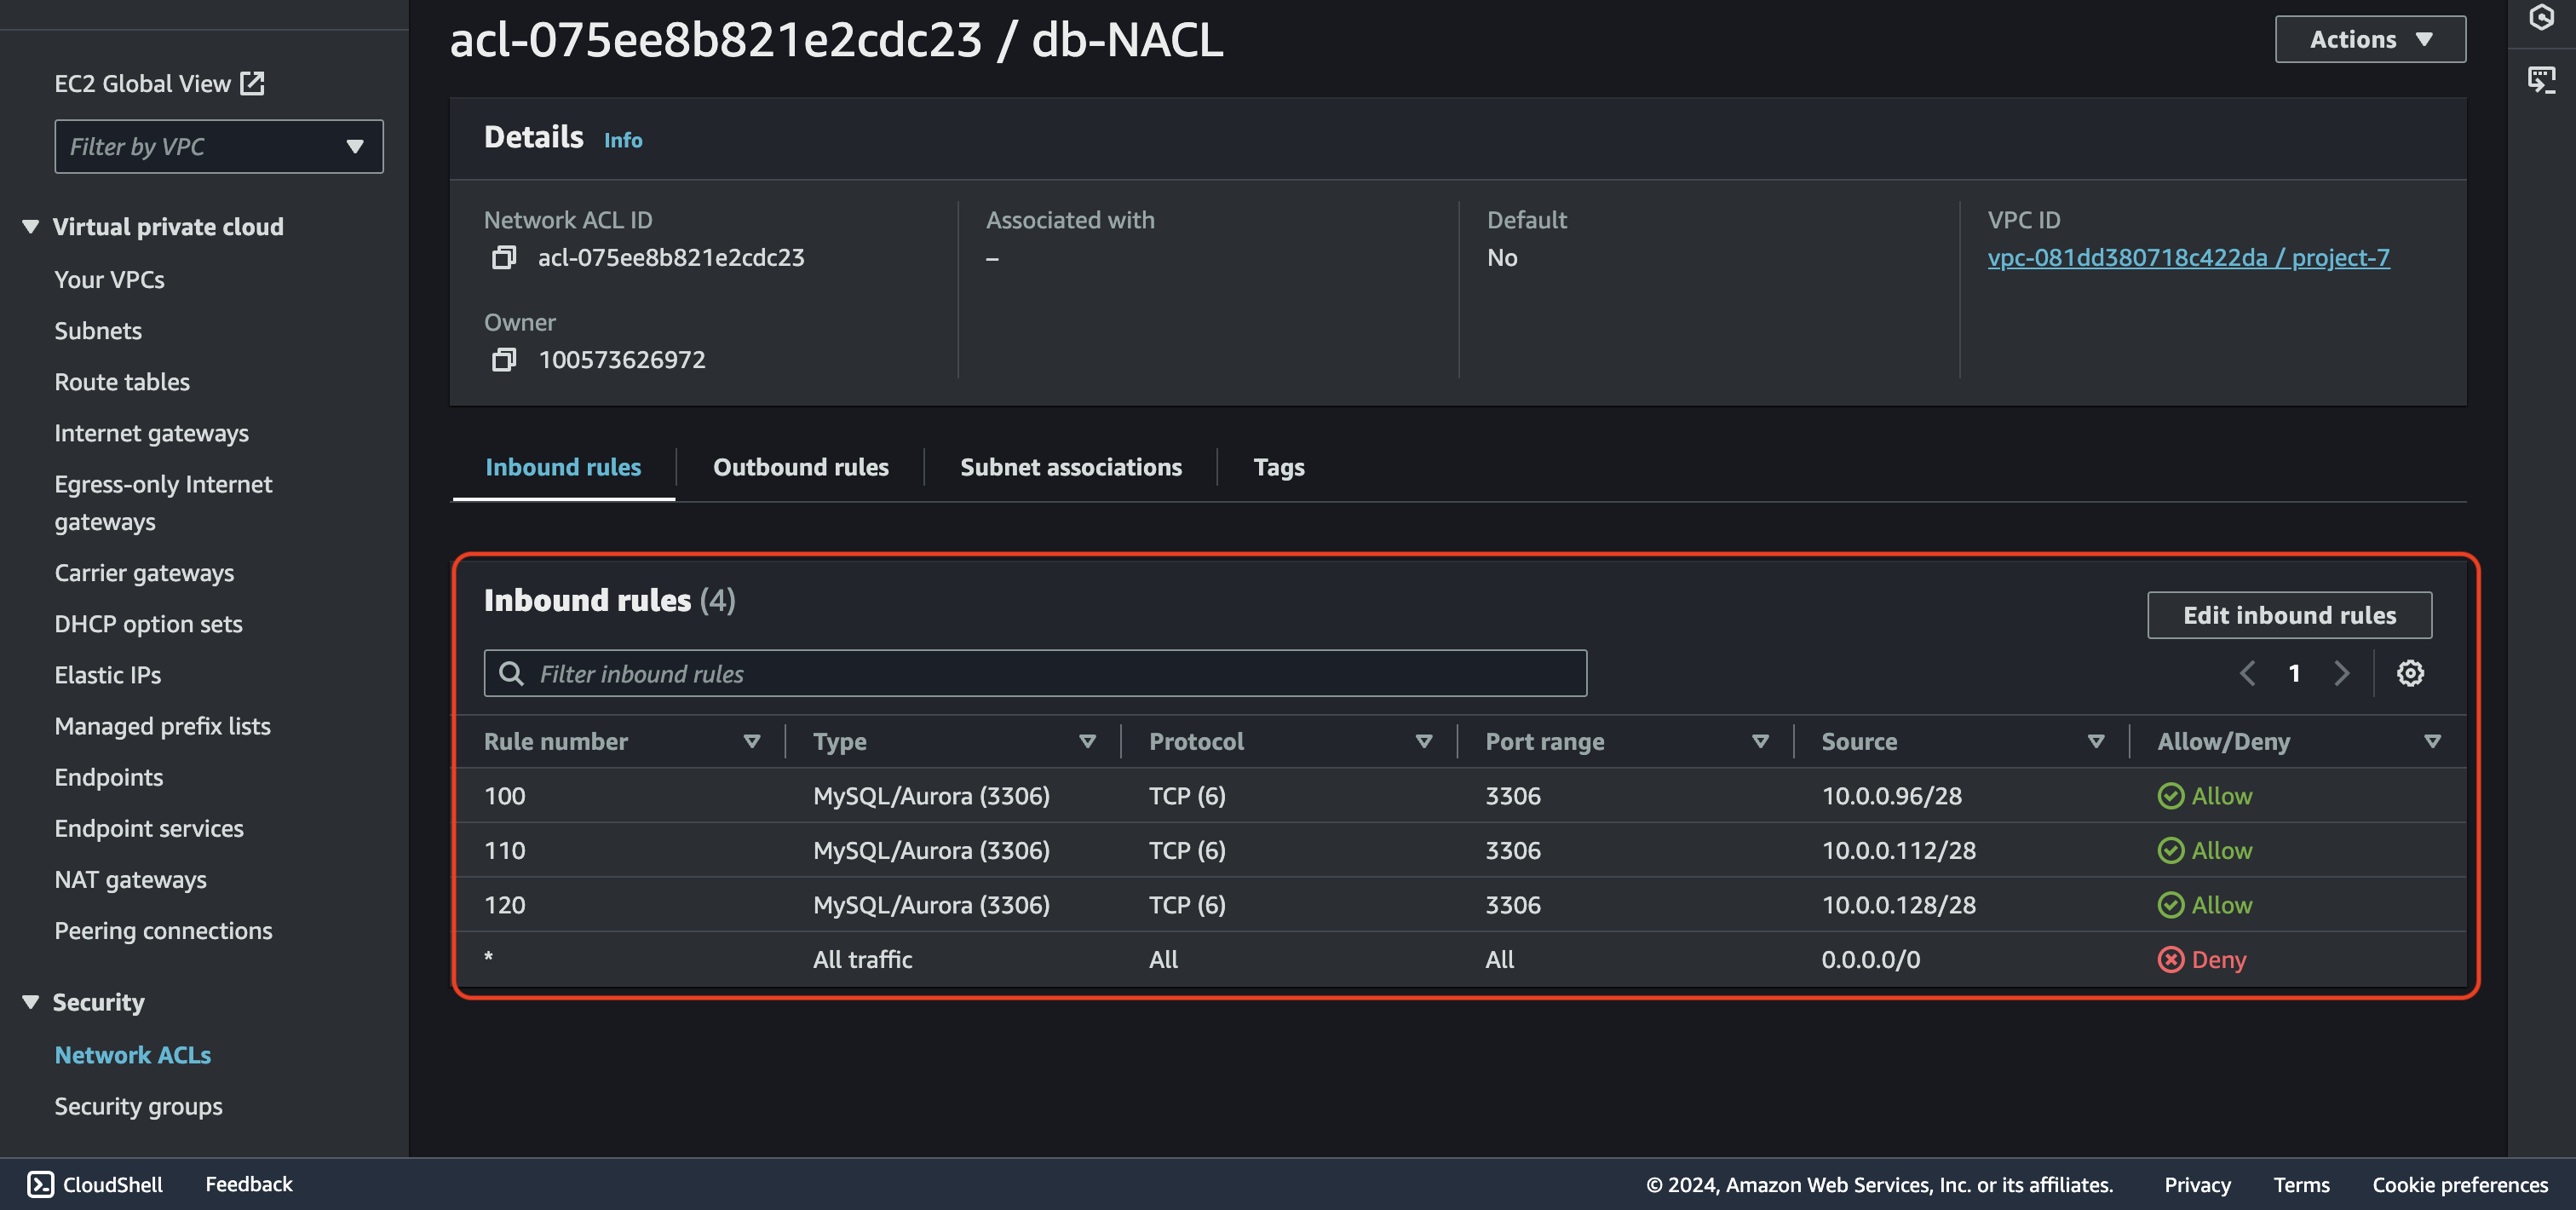 acl-075ee8b821e2cdc23 / db-NACL
Actions
EC2 Global View
Filter by VPC
Virtual private cloud
Your VPCs
Subnets
Route tables
Internet gateways
Egress-only Internet
gateways
Carrier gateways
DHCP option sets
Elastic IPs
Managed prefix lists
Endpoints
Endpoint services
NAT gateways
Peering connections
Security
Network ACLs
Security groups
Details Info
Network ACL ID
acl-075ee8b821e2cdc23
Associated with
–
Default
No
VPC ID
vpc-081dd380718c422da / project-7
Owner
100573626972
Inbound rules Outbound rules Subnet associations Tags
Inbound rules (4)
Edit inbound rules
Filter inbound rules
1
Rule number Type Protocol Port range Source Allow/Deny
100 MySQL/Aurora (3306) TCP (6) 3306 10.0.0.96/28 Allow
110 MySQL/Aurora (3306) TCP (6) 3306 10.0.0.112/28 Allow
120 MySQL/Aurora (3306) TCP (6) 3306 10.0.0.128/28 Allow
* All traffic All All 0.0.0.0/0 Deny
CloudShell Feedback © 2024, Amazon Web Services, Inc. or its affiliates. Privacy Terms Cookie preferences